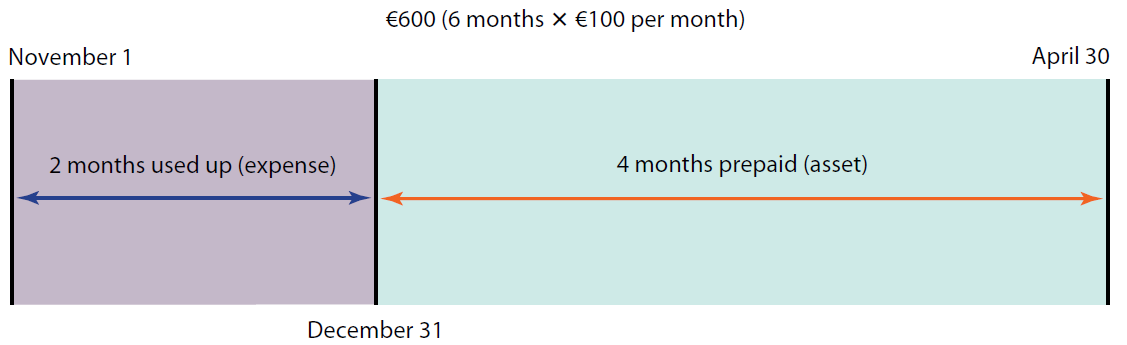 €600 (6 months × €100 per month)
November 1
April 30
2 months used up (expense)
4 months prepaid (asset)
December 31